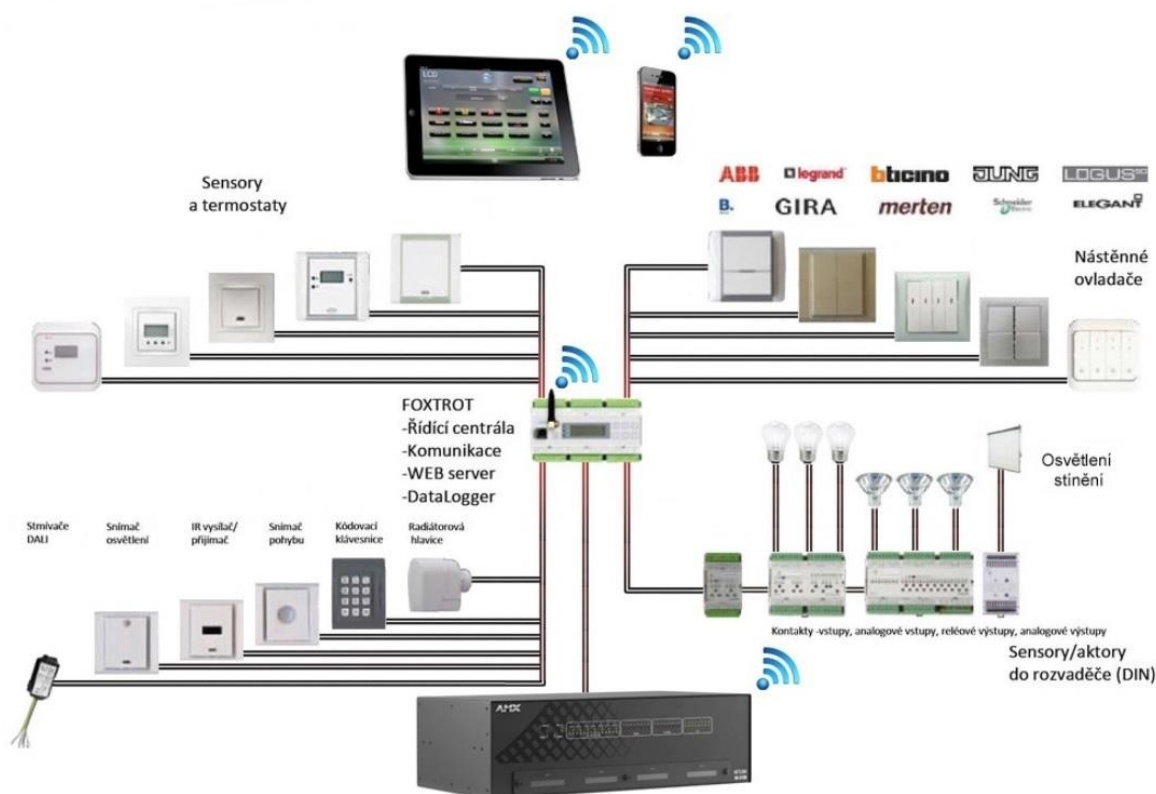 LCD
Sensory
a termostaty
ABB legrand bticino JUNG LOGUS90
B. GIRA merten Schneider Electric ELEGANT
Nástěnné
ovladače
FOXTROT
-Řídící centrála
-Komunikace
-WEB server
-DataLogger
Osvětlení
stínění
Stmívače
DALI
Snímač
osvětlení
IR vysílač/
přijímač
Snímač
pohybu
Kódovací
klávesnice
Radiátorová
hlavice
Kontakty -vstupy, analogové vstupy, reléové výstupy, analogové výstupy
Sensory/aktory
do rozvaděče (DIN)
AMX